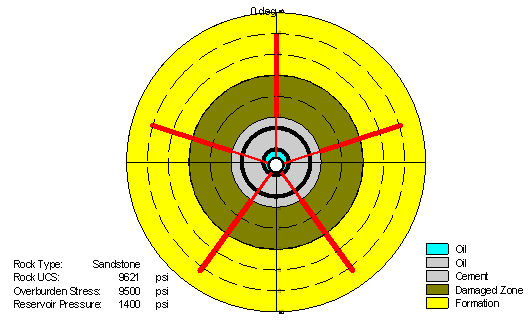 0 deg
Rock Type: Sandstone
Rock UCS: 9621 psi
Overburden Stress: 9500 psi
Reservoir Pressure: 1400 psi
Oil
Oil
Cement
Damaged Zone
Formation